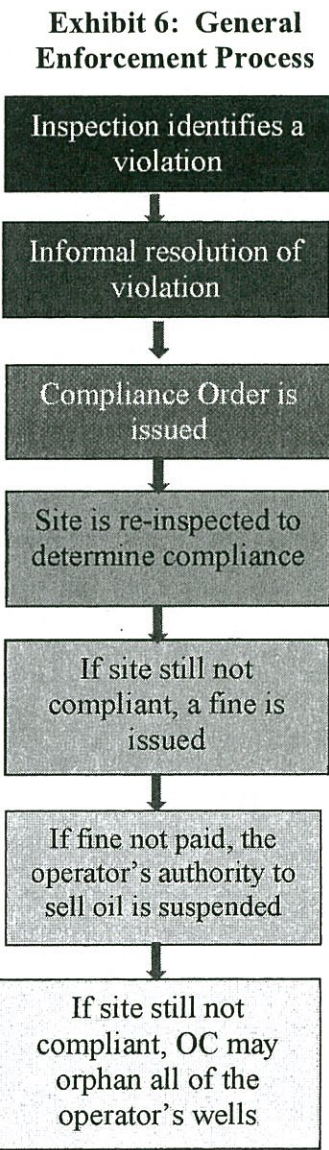 Exhibit 6: General
Enforcement Process
Inspection identifies a
violation
Informal resolution of
violation
Compliance Order is
issued
Site is re-inspected to
determine compliance
If site still not
compliant, a fine is
issued
If fine not paid, the
operator's authority to
sell oil is suspended
If site still not
compliant, OC may
orphan all of the
operator's wells